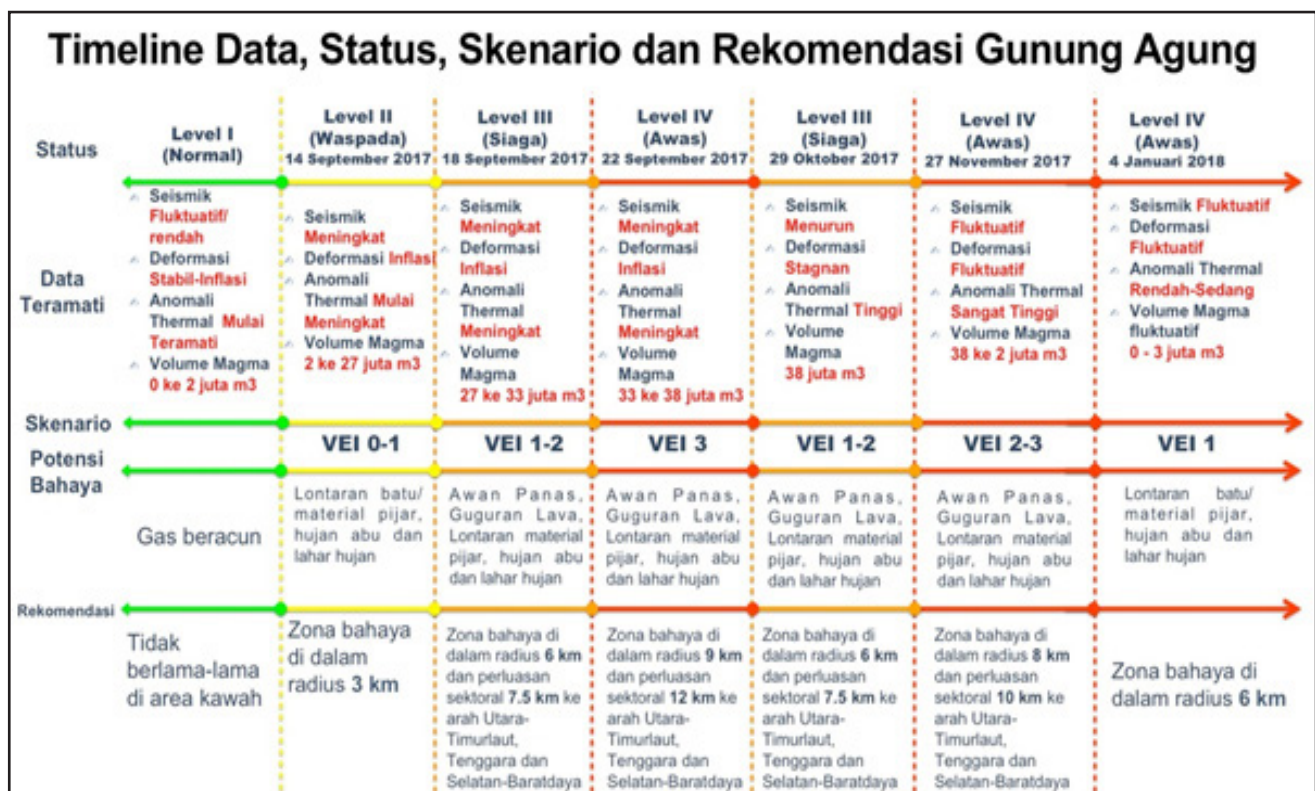 Timeline Data, Status, Skenario dan Rekomendasi Gunung Agung
Status
Level I
(Normal)
Level II
(Waspada)
14 September 2017
Level III
(Siaga)
18 September 2017
Level IV
(Awas)
22 September 2017
Level III
(Siaga)
29 Oktober 2017
Level IV
(Awas)
27 November 2017
Level IV
(Awas)
4 Januari 2018
Data
Teramati
Seismik
Fluktuatif/
rendah
Deformasi
Stabil-Inflasi
Anomali
Thermal Mulai
Teramati
Volume Magma
0 ke 2 juta m3
Seismik
Meningkat
Deformasi Inflasi
Anomali
Thermal Mulai
Meningkat
Volume Magma
2 ke 27 juta m3
Seismik
Meningkat
Deformasi
Inflasi
Anomali
Thermal
Meningkat
Volume
Magma
27 ke 33 juta m3
Seismik
Meningkat
Deformasi
Inflasi
Anomali
Thermal
Meningkat
Volume
Magma
33 ke 38 juta m3
Seismik
Menurun
Deformasi
Stagnan
Anomali
Thermal Tinggi
Volume
Magma
38 juta m3
Seismik
Fluktuatif
Deformasi
Fluktuatif
Anomali Thermal
Sangat Tinggi
Volume Magma
38 ke 2 juta m3
Seismik Fluktuatif
Deformasi
Fluktuatif
Anomali Thermal
Rendah-Sedang
Volume Magma
fluktuatif
0 - 3 juta m3
Skenario
VEI 0-1
VEI 1-2
VEI 3
VEI 1-2
VEI 2-3
VEI 1
Potensi
Bahaya
Gas beracun
Lontaran batu/
material pijar,
hujan abu dan
lahar hujan
Awan Panas,
Guguran Lava,
Lontaran material
pijar, hujan abu
dan lahar hujan
Awan Panas,
Guguran Lava,
Lontaran material
pijar, hujan abu
dan lahar hujan
Awan Panas,
Guguran Lava,
Lontaran material
pijar, hujan abu
dan lahar hujan
Awan Panas,
Guguran Lava,
Lontaran material
pijar, hujan abu
dan lahar hujan
Lontaran batu/
material pijar,
hujan abu dan
lahar hujan
Rekomendasi
Tidak
berlama-lama
di area kawah
Zona bahaya
di dalam
radius 3 km
Zona bahaya di
dalam radius 6 km
dan perluasan
sektoral 7.5 km ke
arah Utara-
Timurlaut,
Tenggara dan
Selatan-Baratdaya
Zona bahaya di
dalam radius 9 km
dan perluasan
sektoral 12 km ke
arah Utara-
Timurlaut,
Tenggara dan
Selatan-Baratdaya
Zona bahaya di
dalam radius 6 km
dan perluasan
sektoral 7.5 km ke
arah Utara-
Timurlaut,
Tenggara dan
Selatan-Baratdaya
Zona bahaya di
dalam radius 8 km
dan perluasan
sektoral 10 km ke
arah Utara-
Timurlaut,
Tenggara dan
Selatan-Baratdaya
Zona bahaya di
dalam radius 6 km